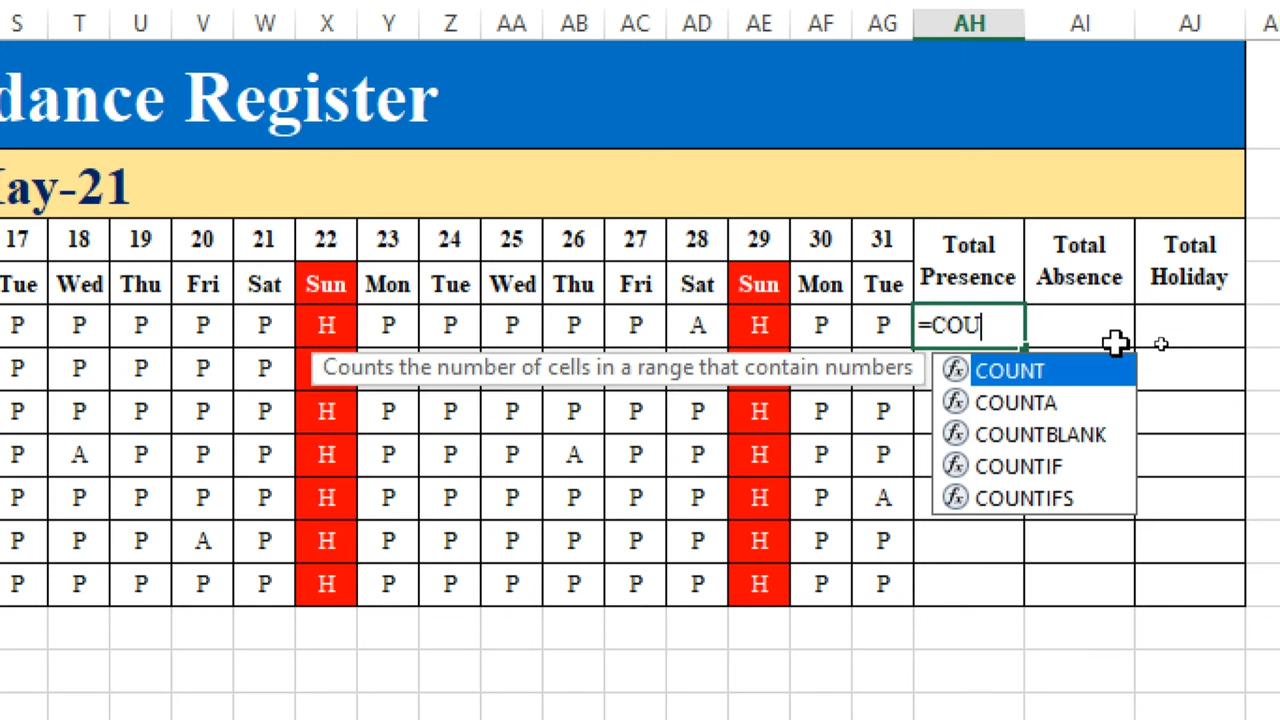 S T U V W X Y Z AA AB AC AD AE AF AG AH AI AJ
dance Register
May-21
17 18 19 20 21 22 23 24 25 26 27 28 29 30 31 Total Presence Total Absence Total Holiday
Tue Wed Thu Fri Sat Sun Mon Tue Wed Thu Fri Sat Sun Mon Tue
P P P P P H P P P P P A H P P =COU
P P P P P
Counts the number of cells in a range that contain numbers
COUNT
COUNTA
COUNTBLANK
COUNTIF
COUNTIFS
P P P P P H P P P P P P H P P
P A P P P H P P P A P P H P P
P P P P P H P P P P P P H P A
P P P A P H P P P P P P H P P
P P P P P H P P P P P P H P P